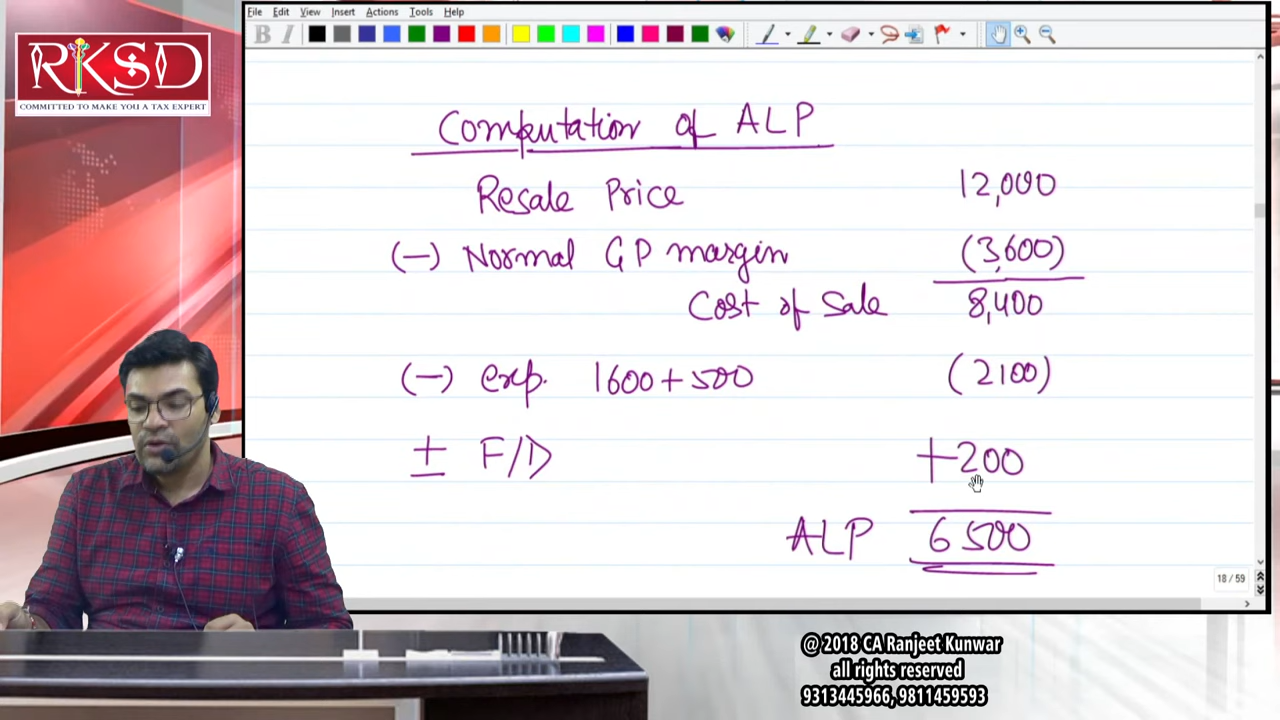 File Edit View Insert Actions Tools Help
B I
RKSD
COMMITTED TO MAKE YOU A TAX EXPERT
Computation of ALP
Resale Price 12,000
(-) Normal GP margin (3,600)
Cost of Sale 8,400
(-) exp. 1600+500 (2100)
± F/D +200
ALP 6500
18 / 59
@ 2018 CA Ranjeet Kunwar
all rights reserved
9313445966, 9811459593